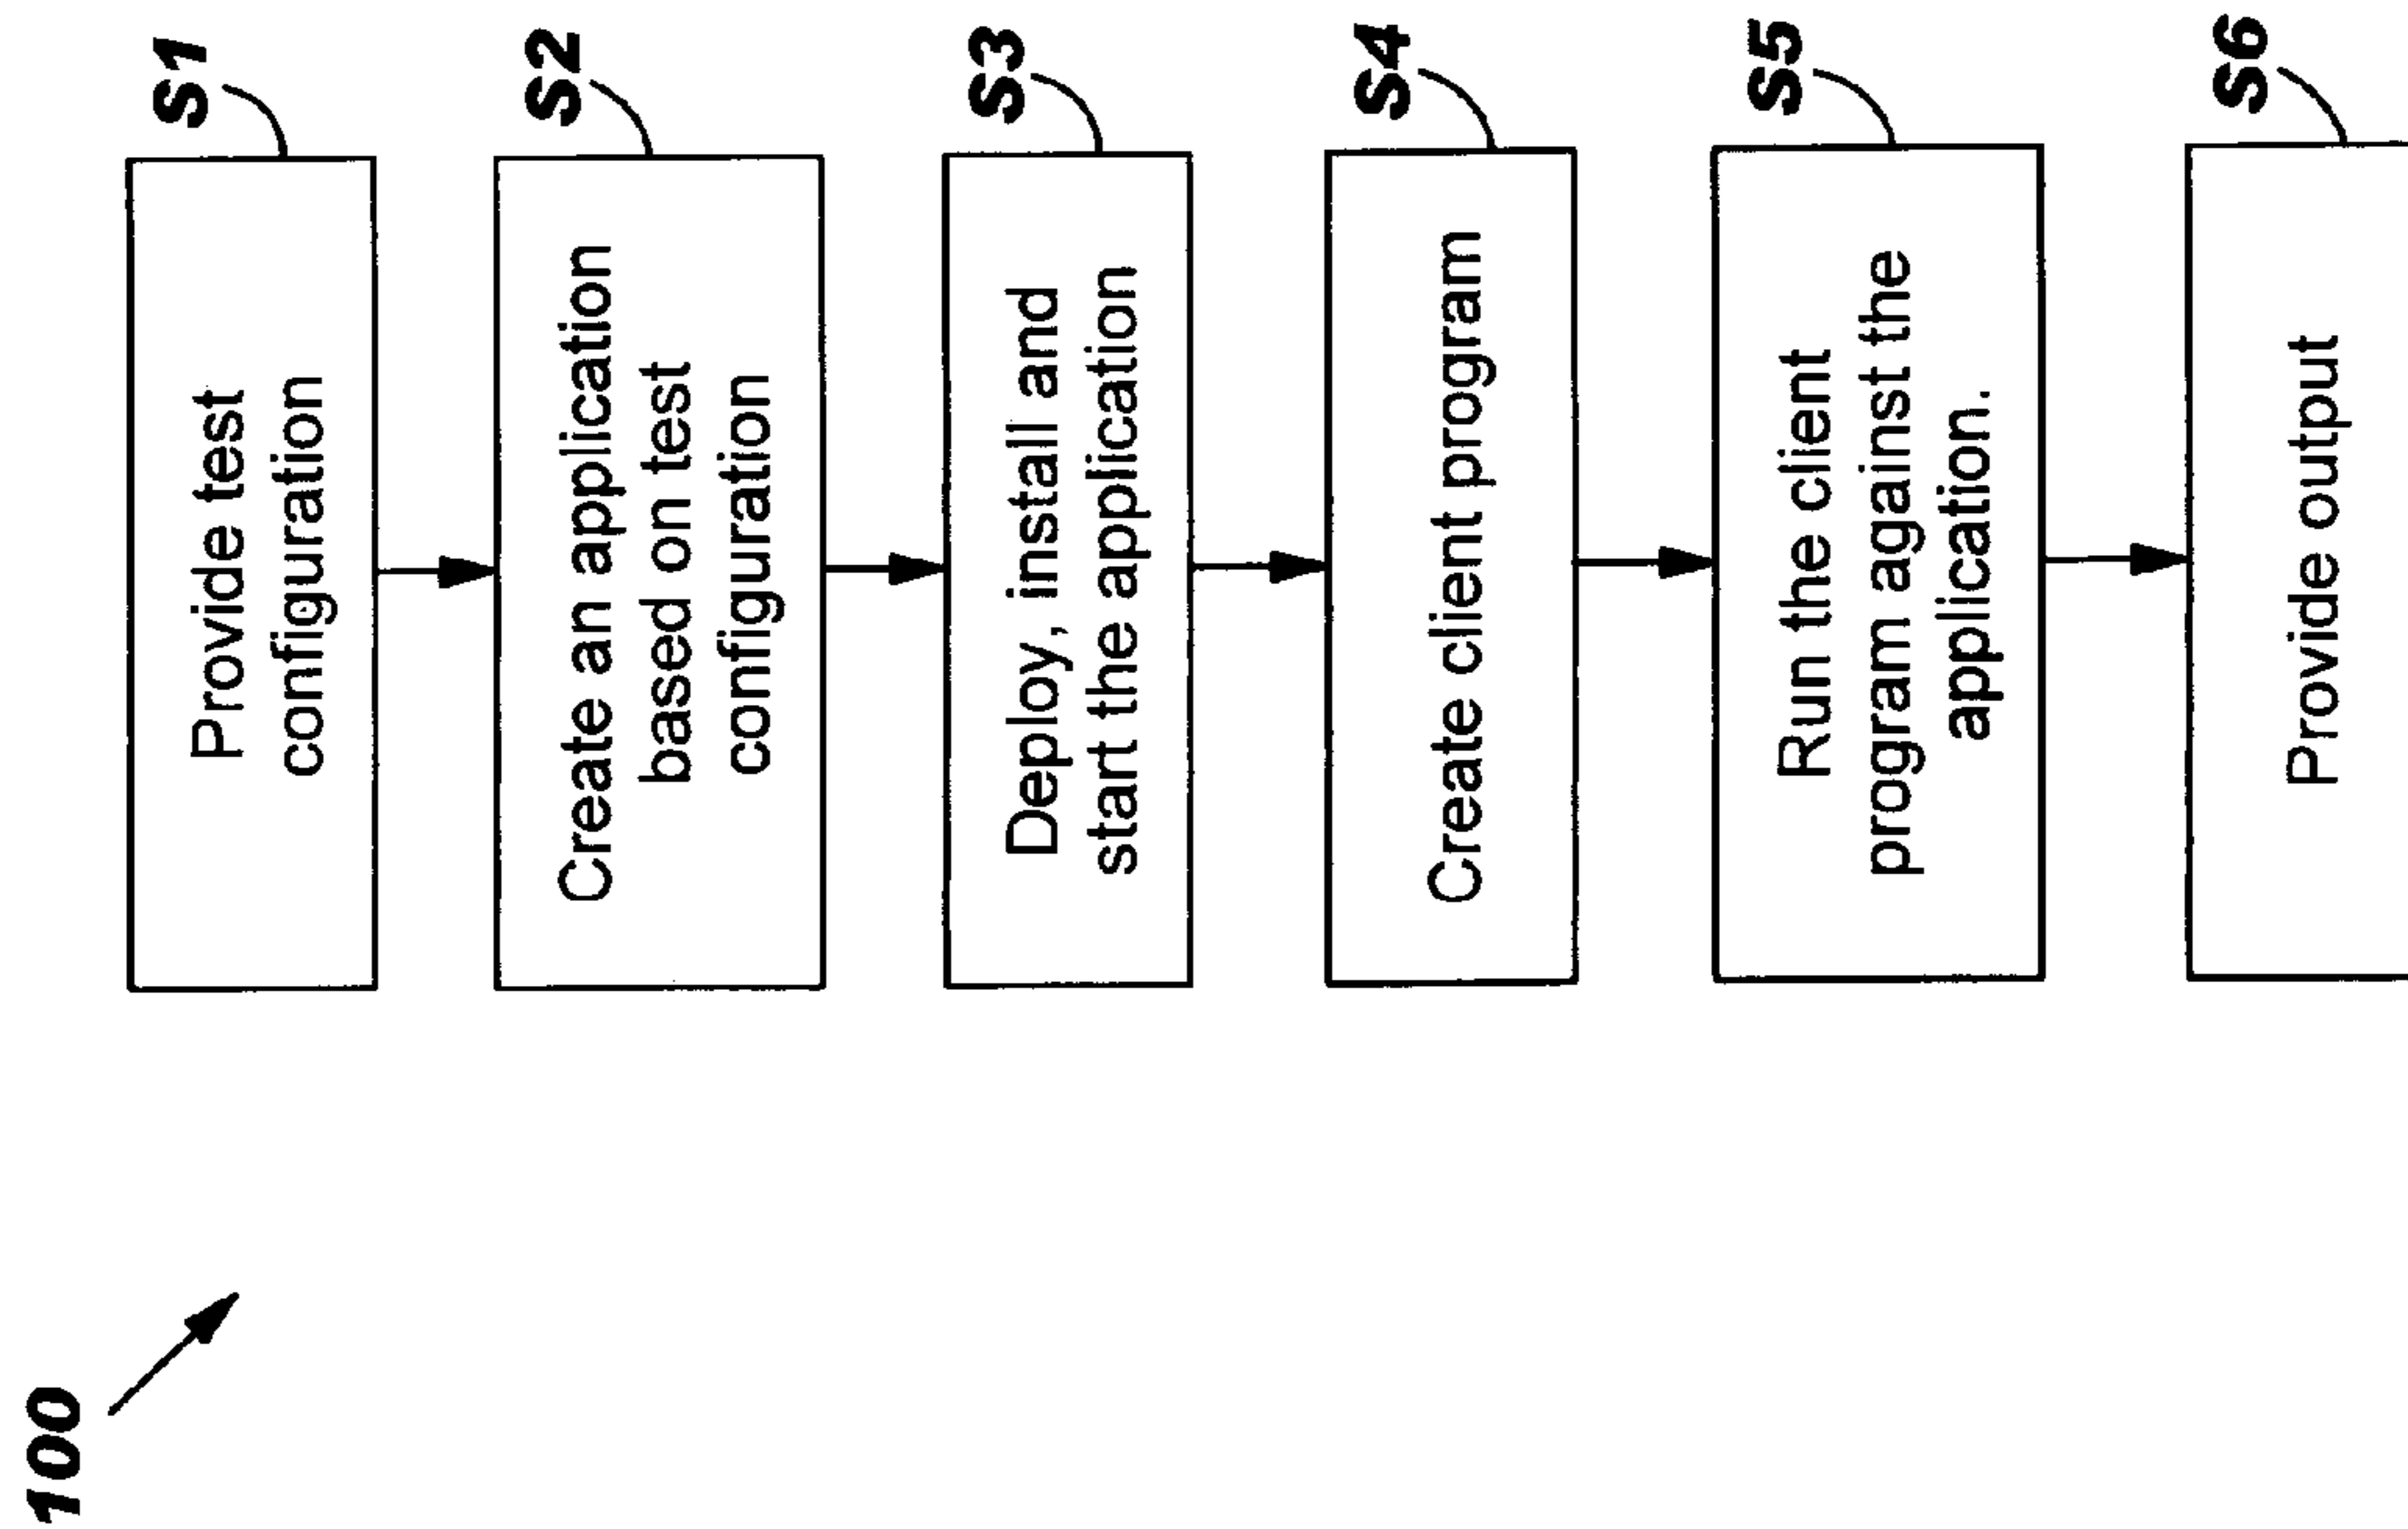 100
Provide test
configuration
S1
Create an application
based on test
configuration
S2
Deploy, install and
start the application
S3
Create client program
S4
Run the client
program against the
application.
S5
Provide output
S6